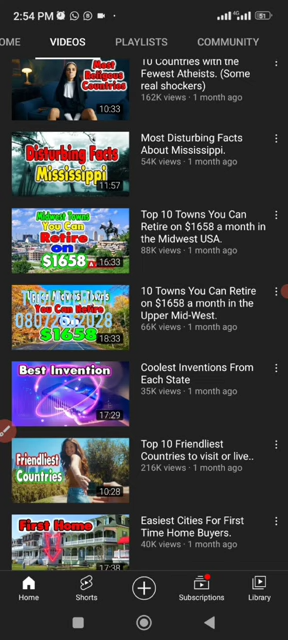 2:54 PM
51
OME VIDEOS PLAYLISTS COMMUNITY
Most
Religous
Countries
10:33
10 Countries with the
Fewest Atheists. (Some
real shockers)
162K views · 1 month ago
Disturbing Facts
Mississippi
11:57
Most Disturbing Facts
About Mississippi.
54K views · 1 month ago
Midwest Towns
You Can
Retire
on
$1658
16:33
Top 10 Towns You Can
Retire on $1658 a month in
the Midwest USA.
88K views · 1 month ago
Upper Midwest Towns
You Can Retire
$1658
18:33
10 Towns You Can Retire
on $1658 a month in the
Upper Mid-West.
66K views · 1 month ago
Best Invention
17:29
Coolest Inventions From
Each State
35K views · 1 month ago
Friendliest
Countries
10:28
Top 10 Friendliest
Countries to visit or live..
216K views · 1 month ago
First Home
17:38
Easiest Cities For First
Time Home Buyers.
40K views · 1 month ago
Home
Shorts
Subscriptions
Library